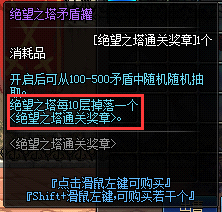 绝望之塔矛盾罐
[绝望之塔通关奖章]1个
消耗品
开启后可从100-500矛盾中随机随机抽
取。
绝望之塔每10层掉落一个
<绝望之塔通关奖章>。
<绝望之塔通关奖章>
『点击滑鼠左键可购买』
『Shift+滑鼠左键,可购买若干个』